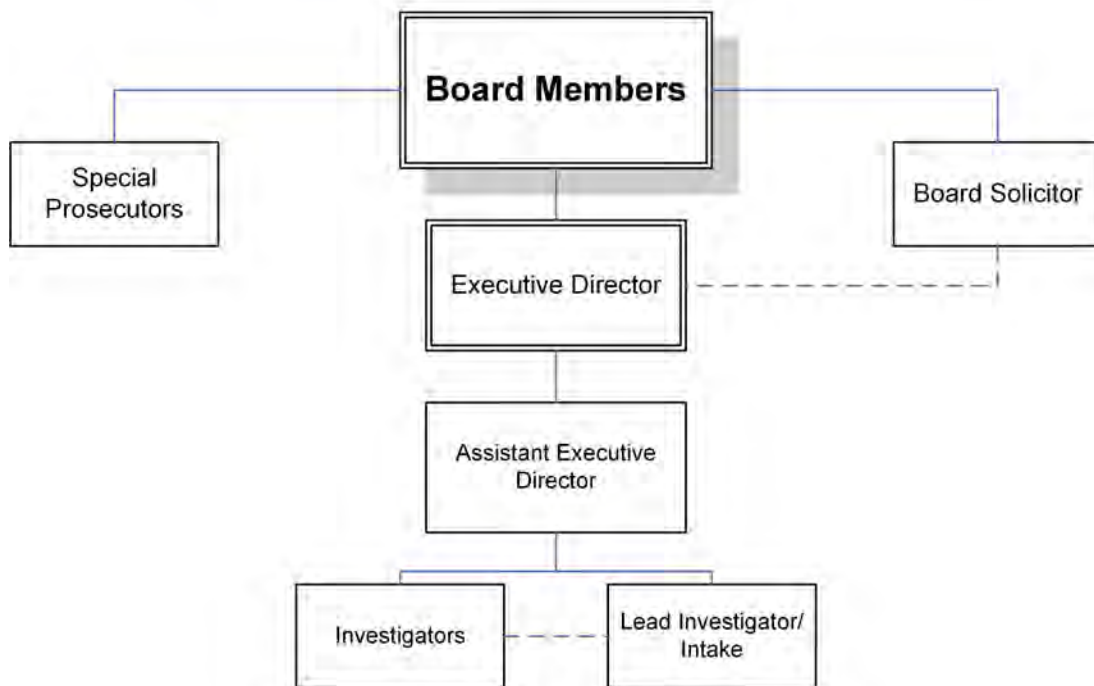 Board Members
Special
Prosecutors
Board Solicitor
Executive Director
Assistant Executive
Director
Investigators
Lead Investigator/
Intake